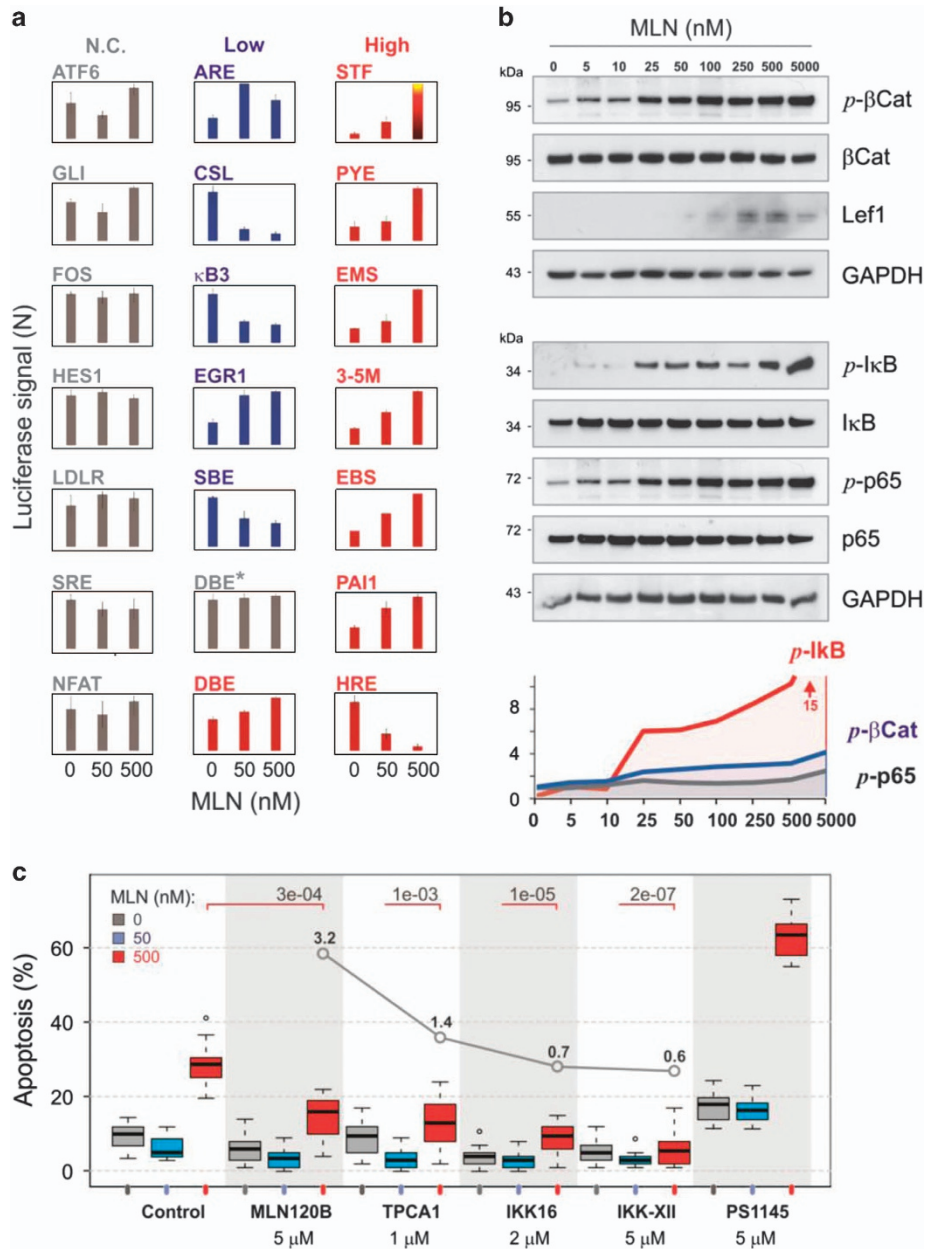 a
N.C. Low High
ATF6 ARE STF
GLI CSL PYE
FOS κB3 EMS
HES1 EGR1 3-5M
LDLR SBE EBS
SRE DBE* PAI1
NFAT DBE HRE
Luciferase signal (N)
0 50 500 0 50 500 0 50 500
MLN (nM)
b
MLN (nM)
kDa 0 5 10 25 50 100 250 500 5000
95 p-βCat
95 βCat
55 Lef1
43 GAPDH
kDa
34 p-IκB
34 IκB
72 p-p65
72 p65
43 GAPDH
p-IkB
15
p-βCat
p-p65
8
4
0
0 5 10 25 50 100 250 500 5000
c
MLN (nM):
0
50
500
3e-04 1e-03 1e-05 2e-07
3.2
1.4
0.7
0.6
Apoptosis (%)
60
40
20
0
Control MLN120B TPCA1 IKK16 IKK-XII PS1145
5 μM 1 μM 2 μM 5 μM 5 μM